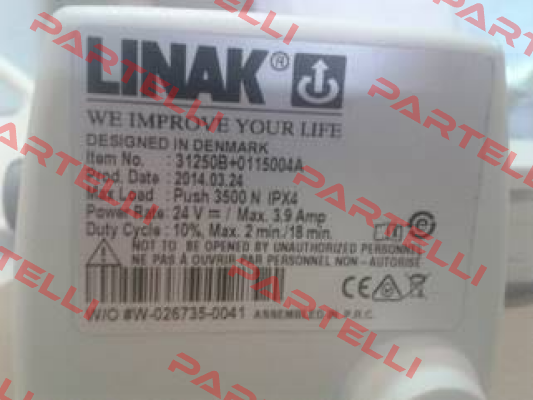 LINAK®
WE IMPROVE YOUR LIFE
DESIGNED IN DENMARK
Item No. : 31250B+0115004A
Prod. Date : 2014.03.24
Max Load : Push 3500 N IPX4
Power Rate : 24 V ⎓ / Max. 3.9 Amp
Duty Cycle : 10%, Max. 2 min./18 min.
NOT TO BE OPENED BY UNAUTHORIZED PERSONNEL
NE PAS À OUVRIR PAR PERSONNEL NON - AUTORISÉE
CE
W/O #W-026735-0041 ASSEMBLED IN P.R.C.
PARTELLI
PARTELLI
PARTELLI
PARTELLI
PARTELLI
PARTELLI
PARTELLI